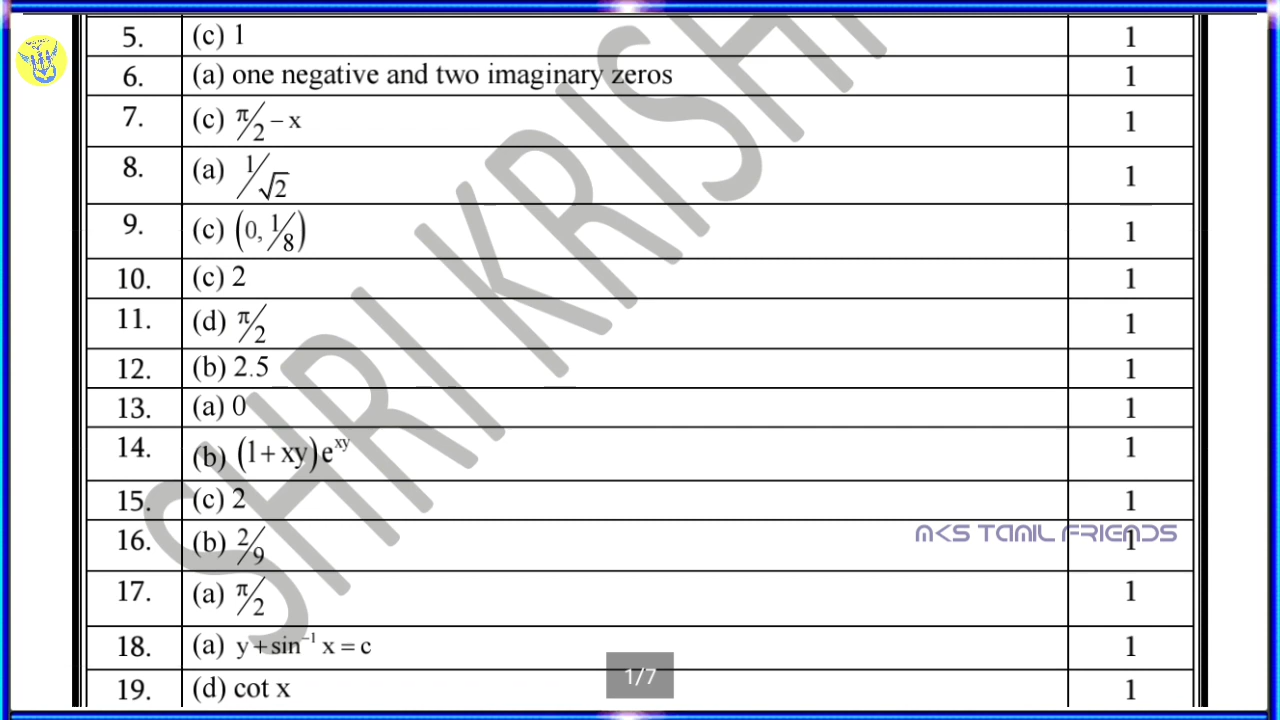 5. (c) 1 1
6. (a) one negative and two imaginary zeros 1
7. (c) π/2 − x 1
8. (a) 1/√2 1
9. (c) (0, 1/8) 1
10. (c) 2 1
11. (d) π/2 1
12. (b) 2.5 1
13. (a) 0 1
14. (b) (1+xy)e^xy 1
15. (c) 2 1
16. (b) 2/9 1
MKS TAMIL FRIENDS
17. (a) π/2 1
18. (a) y+sin⁻¹ x = c 1
19. (d) cot x 1
1/7
SHRI KRISH